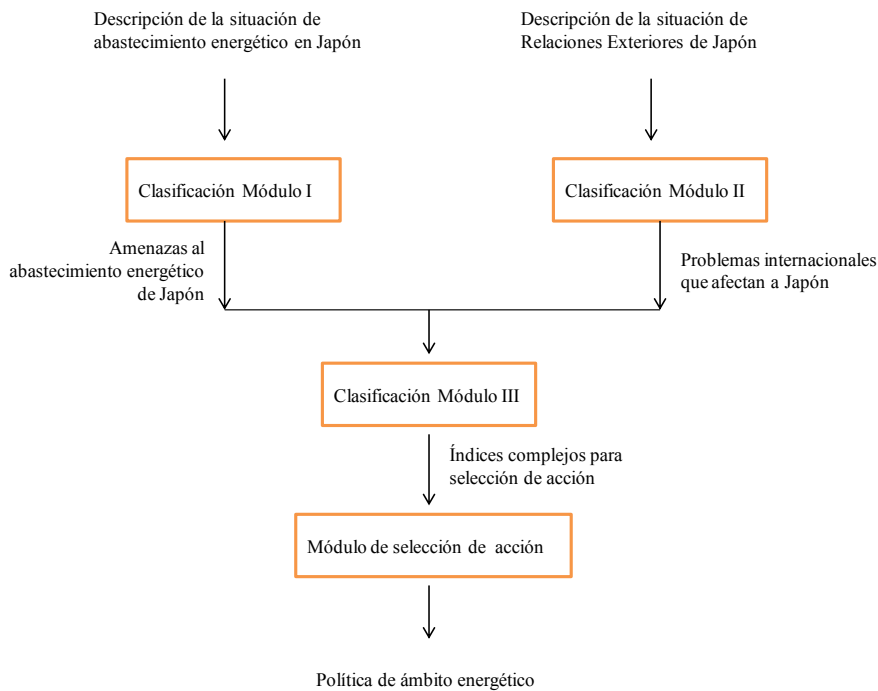 Descripción de la situación de
abastecimiento energético en Japón
Descripción de la situación de
Relaciones Exteriores de Japón
Clasificación Módulo I
Clasificación Módulo II
Amenazas al
abastecimiento energético
de Japón
Problemas internacionales
que afectan a Japón
Clasificación Módulo III
Índices complejos para
selección de acción
Módulo de selección de acción
Política de ámbito energético